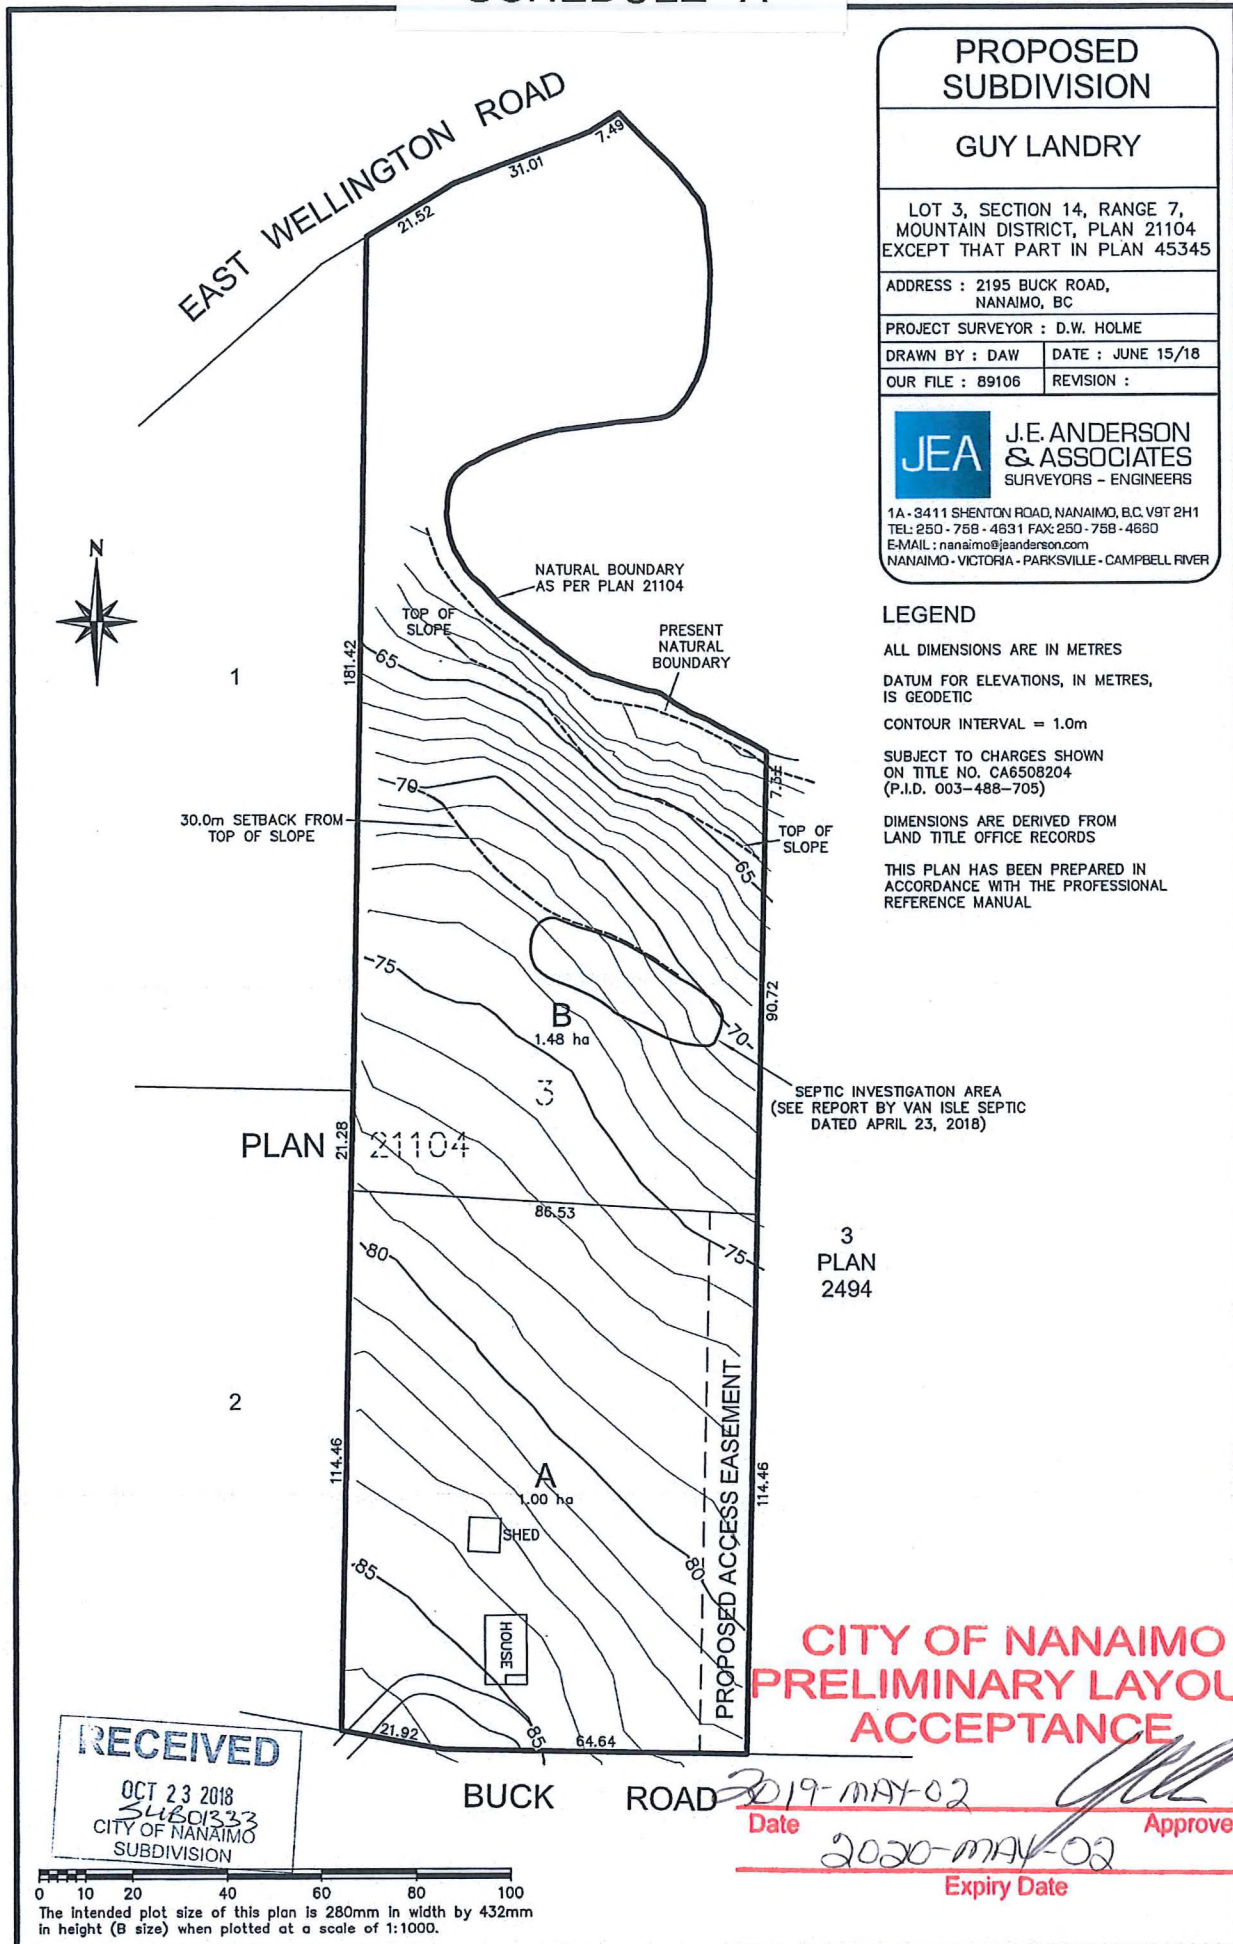 PROPOSED
SUBDIVISION
GUY LANDRY
LOT 3, SECTION 14, RANGE 7,
MOUNTAIN DISTRICT, PLAN 21104
EXCEPT THAT PART IN PLAN 45345
ADDRESS : 2195 BUCK ROAD,
NANAIMO, BC
PROJECT SURVEYOR : D.W. HOLME
DRAWN BY : DAW
DATE : JUNE 15/18
OUR FILE : 89106
REVISION :
JEA
J.E. ANDERSON
& ASSOCIATES
SURVEYORS - ENGINEERS
1A - 3411 SHENTON ROAD, NANAIMO, B.C. V9T 2H1
TEL: 250 - 758 - 4631 FAX: 250 - 758 - 4660
E-MAIL : nanaimo@jeanderson.com
NANAIMO - VICTORIA - PARKSVILLE - CAMPBELL RIVER
LEGEND
ALL DIMENSIONS ARE IN METRES
DATUM FOR ELEVATIONS, IN METRES,
IS GEODETIC
CONTOUR INTERVAL = 1.0m
SUBJECT TO CHARGES SHOWN
ON TITLE NO. CA6508204
(P.I.D. 003-488-705)
DIMENSIONS ARE DERIVED FROM
LAND TITLE OFFICE RECORDS
THIS PLAN HAS BEEN PREPARED IN
ACCORDANCE WITH THE PROFESSIONAL
REFERENCE MANUAL
EAST WELLINGTON ROAD
21.52
31.01
7.49
N
NATURAL BOUNDARY
AS PER PLAN 21104
TOP OF
SLOPE
PRESENT
NATURAL
BOUNDARY
1
181.42
65
70
7.3±
30.0m SETBACK FROM
TOP OF SLOPE
TOP OF
SLOPE
65
75
B
1.48 ha
90.72
70
3
SEPTIC INVESTIGATION AREA
(SEE REPORT BY VAN ISLE SEPTIC
DATED APRIL 23, 2018)
PLAN 21104
21.28
86.53
75
3
PLAN
2494
80
2
114.46
A
1.00 ha
SHED
114.46
PROPOSED ACCESS EASEMENT
80
85
HOUSE
21.92
85
64.64
BUCK ROAD
CITY OF NANAIMO
PRELIMINARY LAYOU
ACCEPTANCE
2019-MAY-02
Date
Approve
2020-MAY-02
Expiry Date
RECEIVED
OCT 23 2018
SUB01333
CITY OF NANAIMO
SUBDIVISION
0 10 20 40 60 80 100
The intended plot size of this plan is 280mm in width by 432mm
in height (B size) when plotted at a scale of 1:1000.